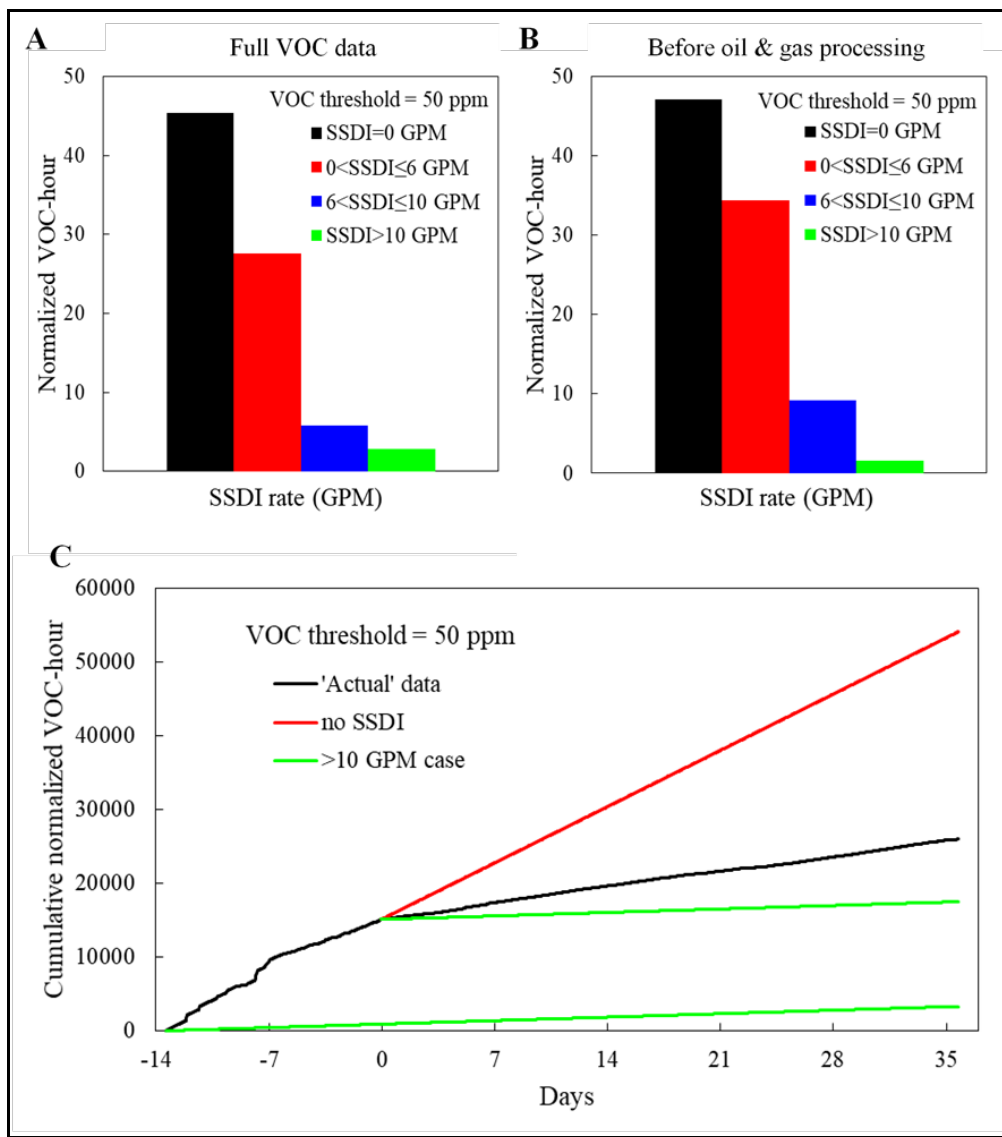 A
Full VOC data
50
40
30
20
10
0
Normalized VOC-hour
VOC threshold = 50 ppm
SSDI=0 GPM
0<SSDI≤6 GPM
6<SSDI≤10 GPM
SSDI>10 GPM
SSDI rate (GPM)
B
Before oil & gas processing
50
40
30
20
10
0
Normalized VOC-hour
VOC threshold = 50 ppm
SSDI=0 GPM
0<SSDI≤6 GPM
6<SSDI≤10 GPM
SSDI>10 GPM
SSDI rate (GPM)
C
60000
50000
40000
30000
20000
10000
0
Cumulative normalized VOC-hour
VOC threshold = 50 ppm
'Actual' data
no SSDI
>10 GPM case
-14 -7 0 7 14 21 28 35
Days